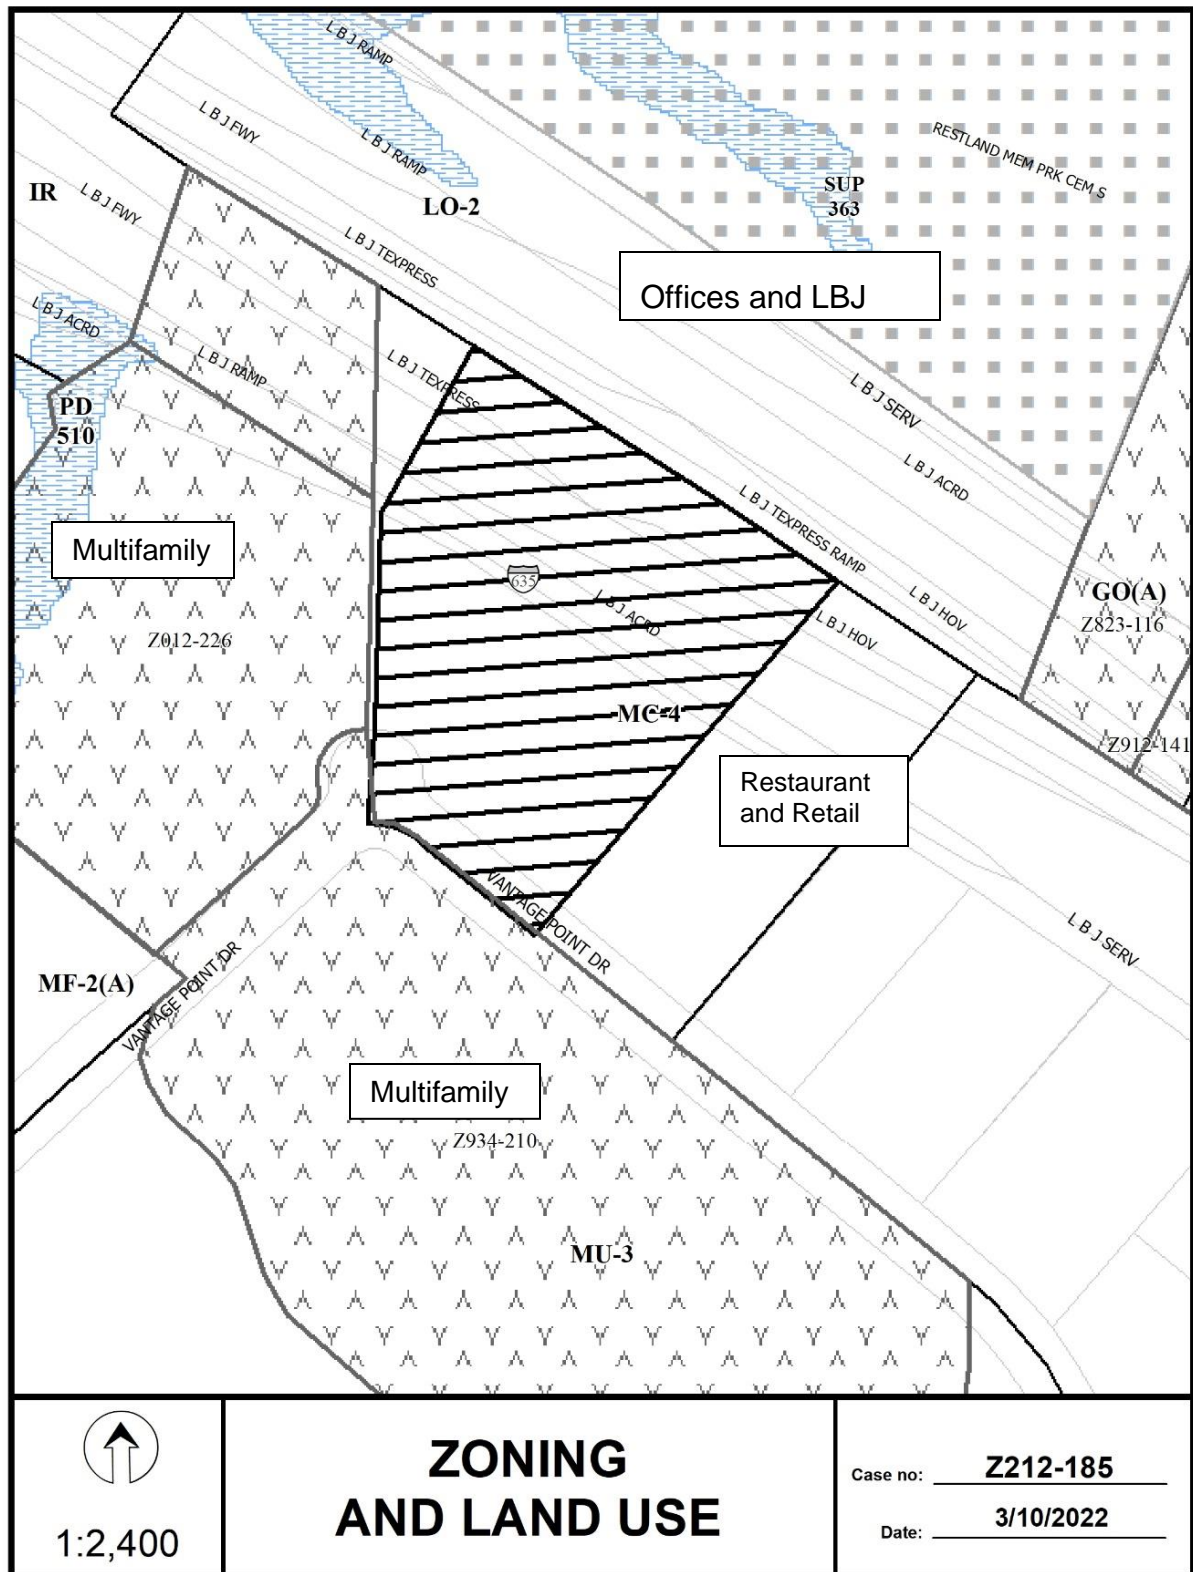 L B J RAMP
L B J FWY
L B J RAMP
RESTLAND MEM PRK CEM S
IR
L B J FWY
SUP
363
LO-2
L B J TEXPRESS
Offices and LBJ
L B J ACRD
L B J RAMP
L B J TEXPRESS
L B J SERV
PD
510
L B J ACRD
L B J TEXPRESS RAMP
Multifamily
635
L B J ACRD
L B J HOV
L B J HOV
GO(A)
Z823-116
Z012-226
MC-4
Z912-141
Restaurant
and Retail
VANTAGE POINT DR
L B J SERV
MF-2(A)
VANTAGE POINT DR
Multifamily
Z934-210
MU-3
1:2,400
ZONING
AND LAND USE
Case no: Z212-185
Date: 3/10/2022